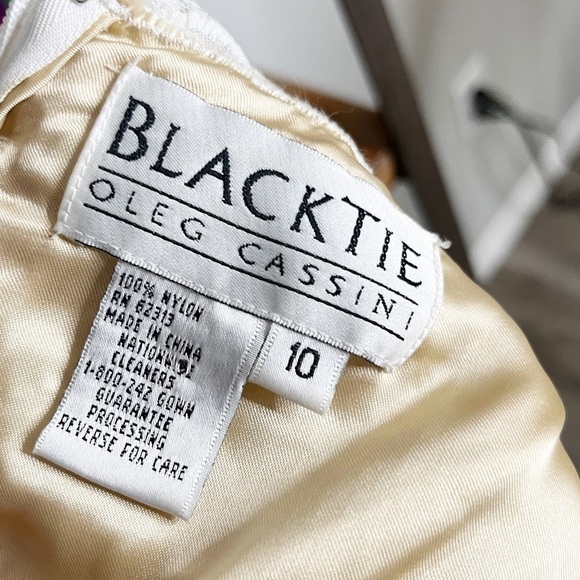 BLACKTIE
OLEG CASSINI
10
100% NYLON
RN 62313
MADE IN CHINA
NATIONWIDE
CLEANERS
1-800-242 GOWN
GUARANTEE
PROCESSING
REVERSE FOR CARE